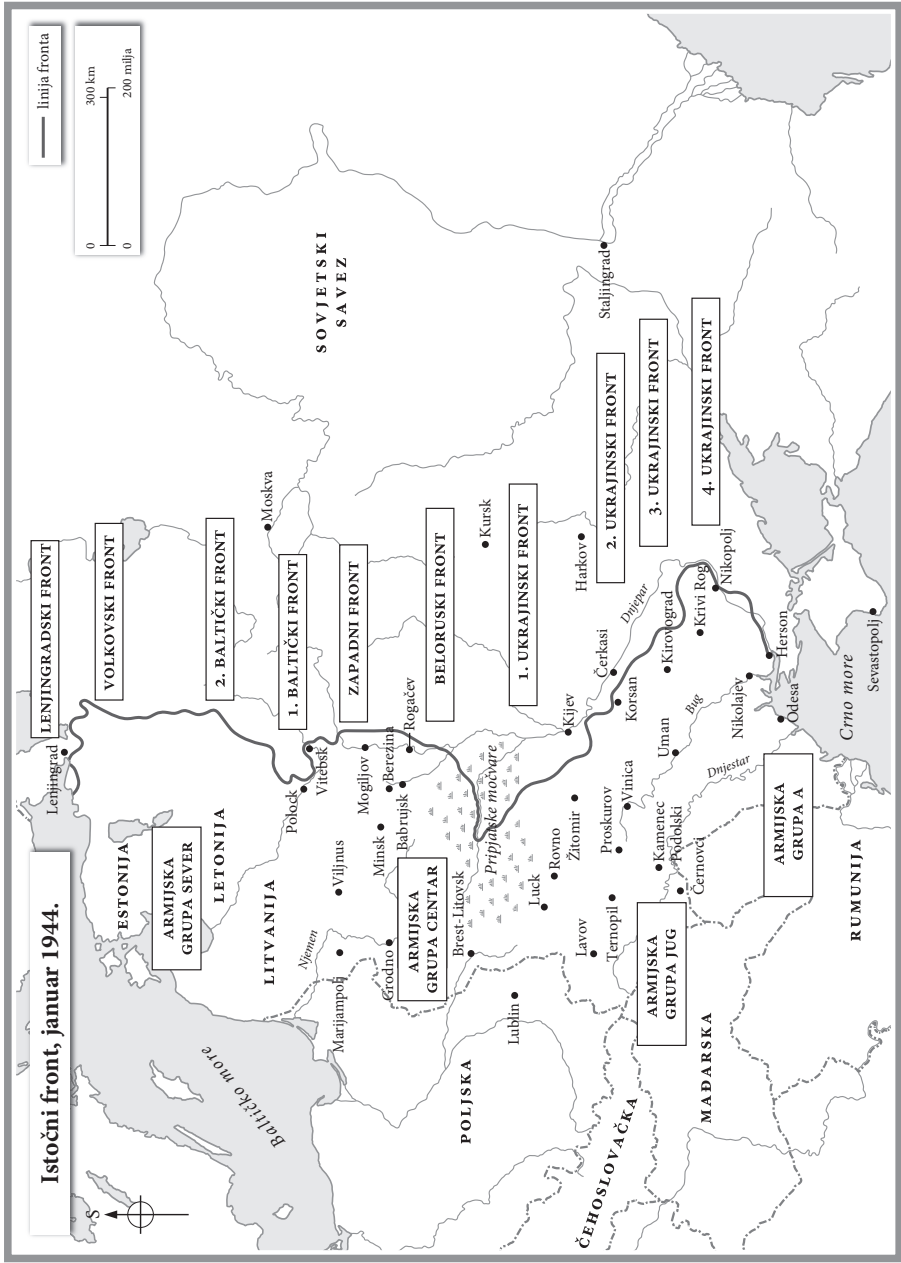 Istočni front, januar 1944.
linija fronta
0 300 km
0 200 milja
S
Baltičko more
ESTONIJA
LETONIJA
LITVANIJA
POLJSKA
ČEHOSLOVAČKA
MAĐARSKA
RUMUNIJA
SOVJETSKI
SAVEZ
Crno more
LENJINGRADSKI FRONT
VOLKOVSKI FRONT
2. BALTIČKI FRONT
1. BALTIČKI FRONT
ZAPADNI FRONT
BELORUSKI FRONT
1. UKRAJINSKI FRONT
2. UKRAJINSKI FRONT
3. UKRAJINSKI FRONT
4. UKRAJINSKI FRONT
ARMIJSKA
GRUPA SEVER
ARMIJSKA
GRUPA CENTAR
ARMIJSKA
GRUPA JUG
ARMIJSKA
GRUPA A
Lenjingrad
Moskva
Polock
Vitebsk
Viljnus
Njemen
Marijampolj
Grodno
Minsk
Mogiljov
Berezina
Babrujsk
Rogačev
Brest-Litovsk
Pripjatske močvare
Kursk
Lublin
Luck
Rovno
Žitomir
Kijev
Harkov
Staljingrad
Lavov
Ternopil
Proskurov
Vinica
Čerkasi
Dnjepar
Korsan
Kirovograd
Krivi Rog
Nikopolj
Uman
Bug
Kamenec
Podolski
Černovci
Dnjestar
Nikolajev
Herson
Odesa
Sevastopolj